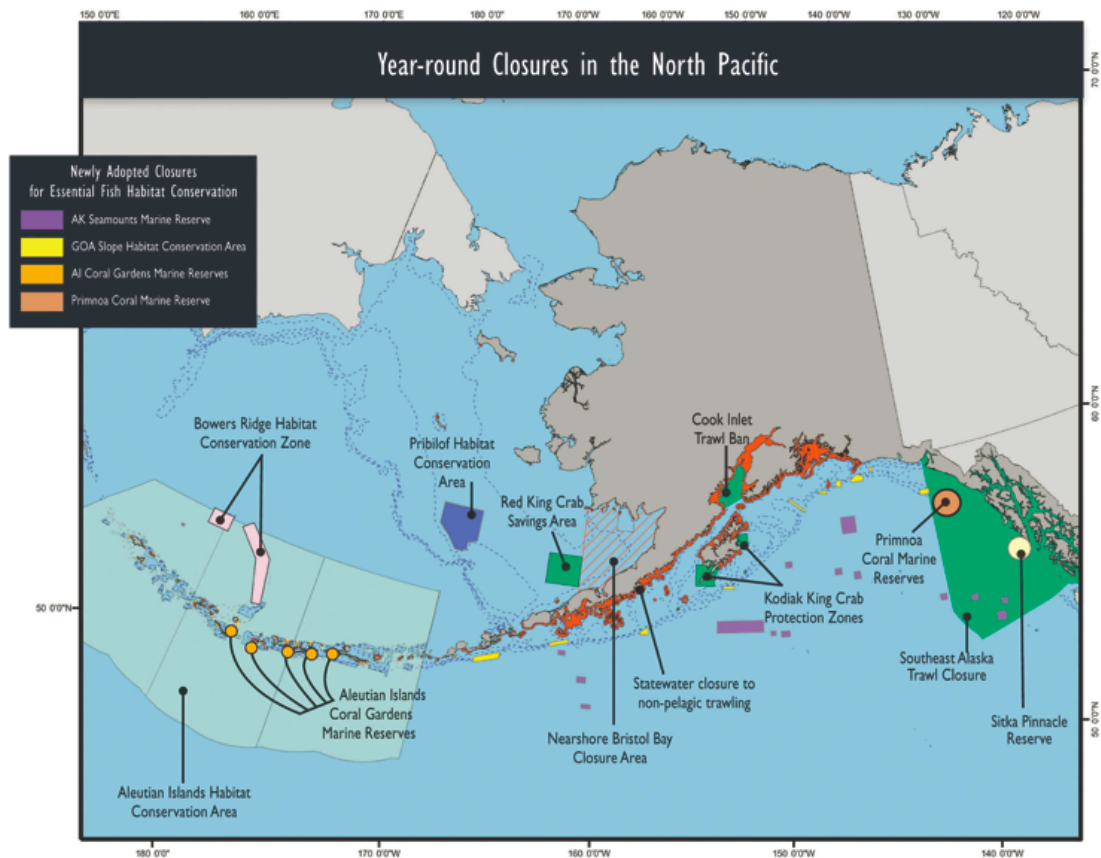 150 0'0"E
160 0'0"E
170 0'0"E
180 0'0"
170 0'0"W
160 0'0"W
150 0'0"W
140 0'0"W
130 0'0"W
120 0'0"W
Year-round Closures in the North Pacific
70 0'0"N
Newly Adopted Closures
for Essential Fish Habitat Conservation
AK Seamounts Marine Reserve
GOA Slope Habitat Conservation Area
AI Coral Gardens Marine Reserves
Primnoa Coral Marine Reserve
60 0'0"N
Bowers Ridge Habitat
Conservation Zone
Pribilof Habitat
Conservation
Area
Cook Inlet
Trawl Ban
Red King Crab
Savings Area
Primnoa
Coral Marine
Reserves
Kodiak King Crab
Protection Zones
50 0'0"N
Southeast Alaska
Trawl Closure
Statewater closure to
non-pelagic trawling
Aleutian Islands
Coral Gardens
Marine Reserves
Nearshore Bristol Bay
Closure Area
Sitka Pinnacle
Reserve
50 0'0"N
Aleutian Islands Habitat
Conservation Area
180 0'0"
170 0'0"W
160 0'0"W
150 0'0"W
140 0'0"W